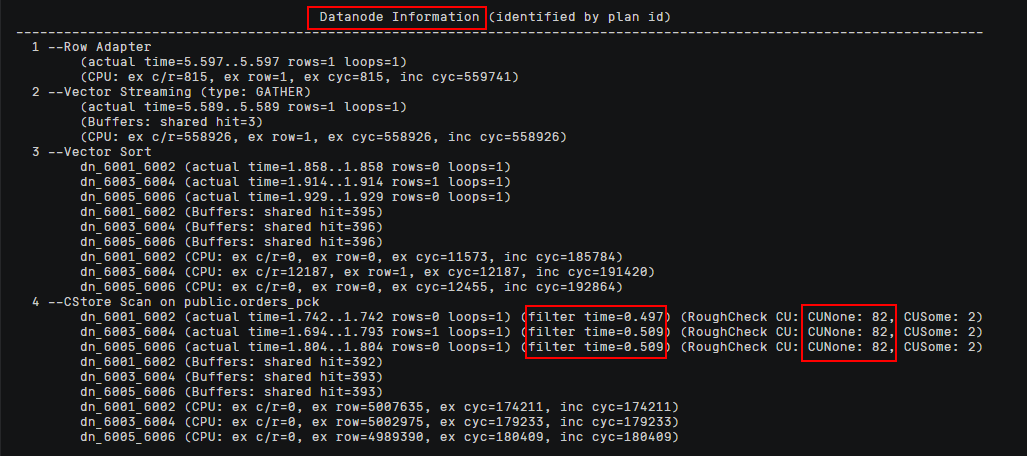 Datanode Information (identified by plan id)
--------------------------------------------------------------------------------------------------------------------------
1 --Row Adapter
(actual time=5.597..5.597 rows=1 loops=1)
(CPU: ex c/r=815, ex row=1, ex cyc=815, inc cyc=559741)
2 --Vector Streaming (type: GATHER)
(actual time=5.589..5.589 rows=1 loops=1)
(Buffers: shared hit=3)
(CPU: ex c/r=558926, ex row=1, ex cyc=558926, inc cyc=558926)
3 --Vector Sort
dn_6001_6002 (actual time=1.858..1.858 rows=0 loops=1)
dn_6003_6004 (actual time=1.914..1.914 rows=1 loops=1)
dn_6005_6006 (actual time=1.929..1.929 rows=0 loops=1)
dn_6001_6002 (Buffers: shared hit=395)
dn_6003_6004 (Buffers: shared hit=396)
dn_6005_6006 (Buffers: shared hit=396)
dn_6001_6002 (CPU: ex c/r=0, ex row=0, ex cyc=11573, inc cyc=185784)
dn_6003_6004 (CPU: ex c/r=12187, ex row=1, ex cyc=12187, inc cyc=191420)
dn_6005_6006 (CPU: ex c/r=0, ex row=0, ex cyc=12455, inc cyc=192864)
4 --CStore Scan on public.orders_pck
dn_6001_6002 (actual time=1.742..1.742 rows=0 loops=1) (filter time=0.497) (RoughCheck CU: CUNone: 82, CUSome: 2)
dn_6003_6004 (actual time=1.694..1.793 rows=1 loops=1) (filter time=0.509) (RoughCheck CU: CUNone: 82, CUSome: 2)
dn_6005_6006 (actual time=1.804..1.804 rows=0 loops=1) (filter time=0.509) (RoughCheck CU: CUNone: 82, CUSome: 2)
dn_6001_6002 (Buffers: shared hit=392)
dn_6003_6004 (Buffers: shared hit=393)
dn_6005_6006 (Buffers: shared hit=393)
dn_6001_6002 (CPU: ex c/r=0, ex row=5007635, ex cyc=174211, inc cyc=174211)
dn_6003_6004 (CPU: ex c/r=0, ex row=5002975, ex cyc=179233, inc cyc=179233)
dn_6005_6006 (CPU: ex c/r=0, ex row=4989390, ex cyc=180409, inc cyc=180409)